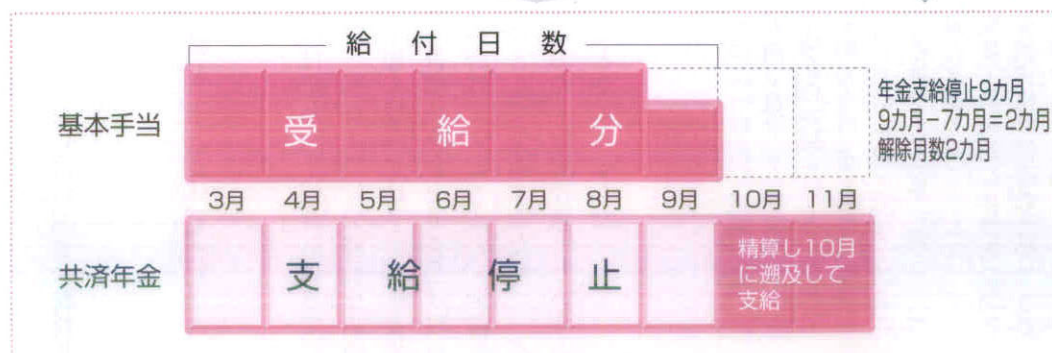 給付日数
基本手当
受給分
年金支給停止9カ月
9カ月−7カ月＝2カ月
解除月数2カ月
3月 4月 5月 6月 7月 8月 9月 10月 11月
共済年金
支給停止
精算し10月
に遡及して
支給